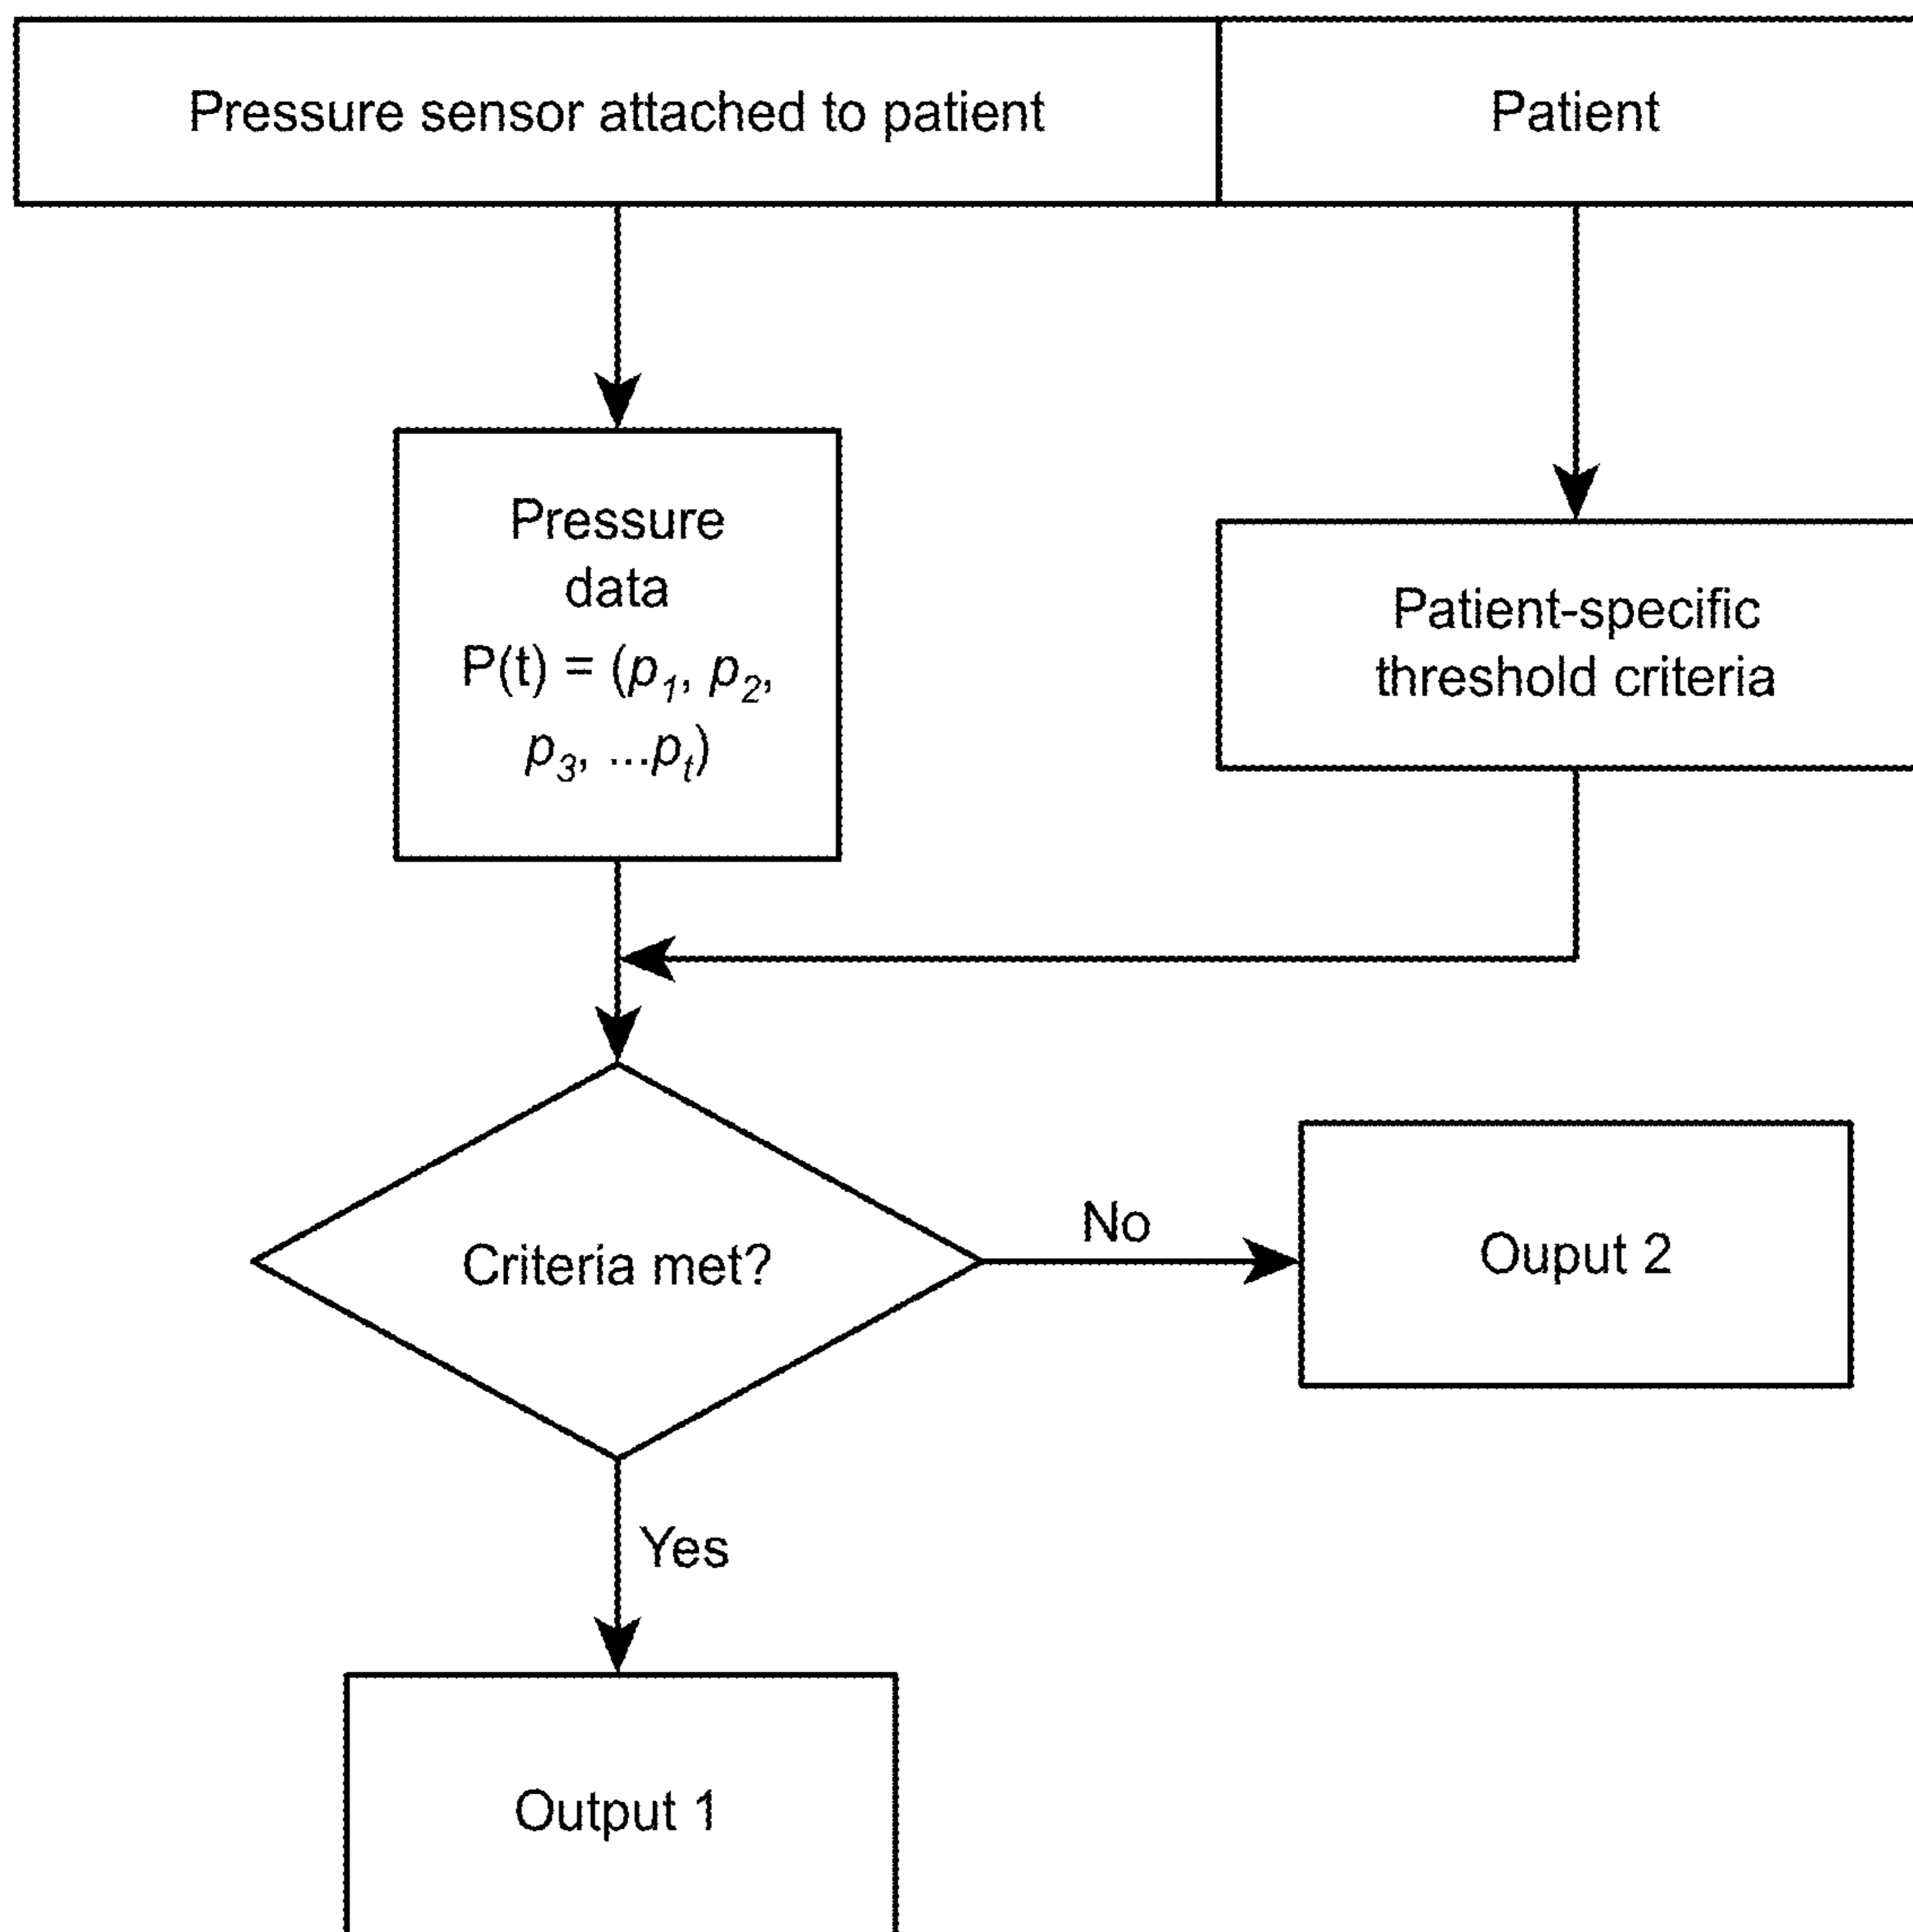 Pressure sensor attached to patient
Patient
Pressure
data
P(t) = (p₁, p₂,
p₃, ...pₜ)
Patient-specific
threshold criteria
Criteria met?
No
Ouput 2
Yes
Output 1